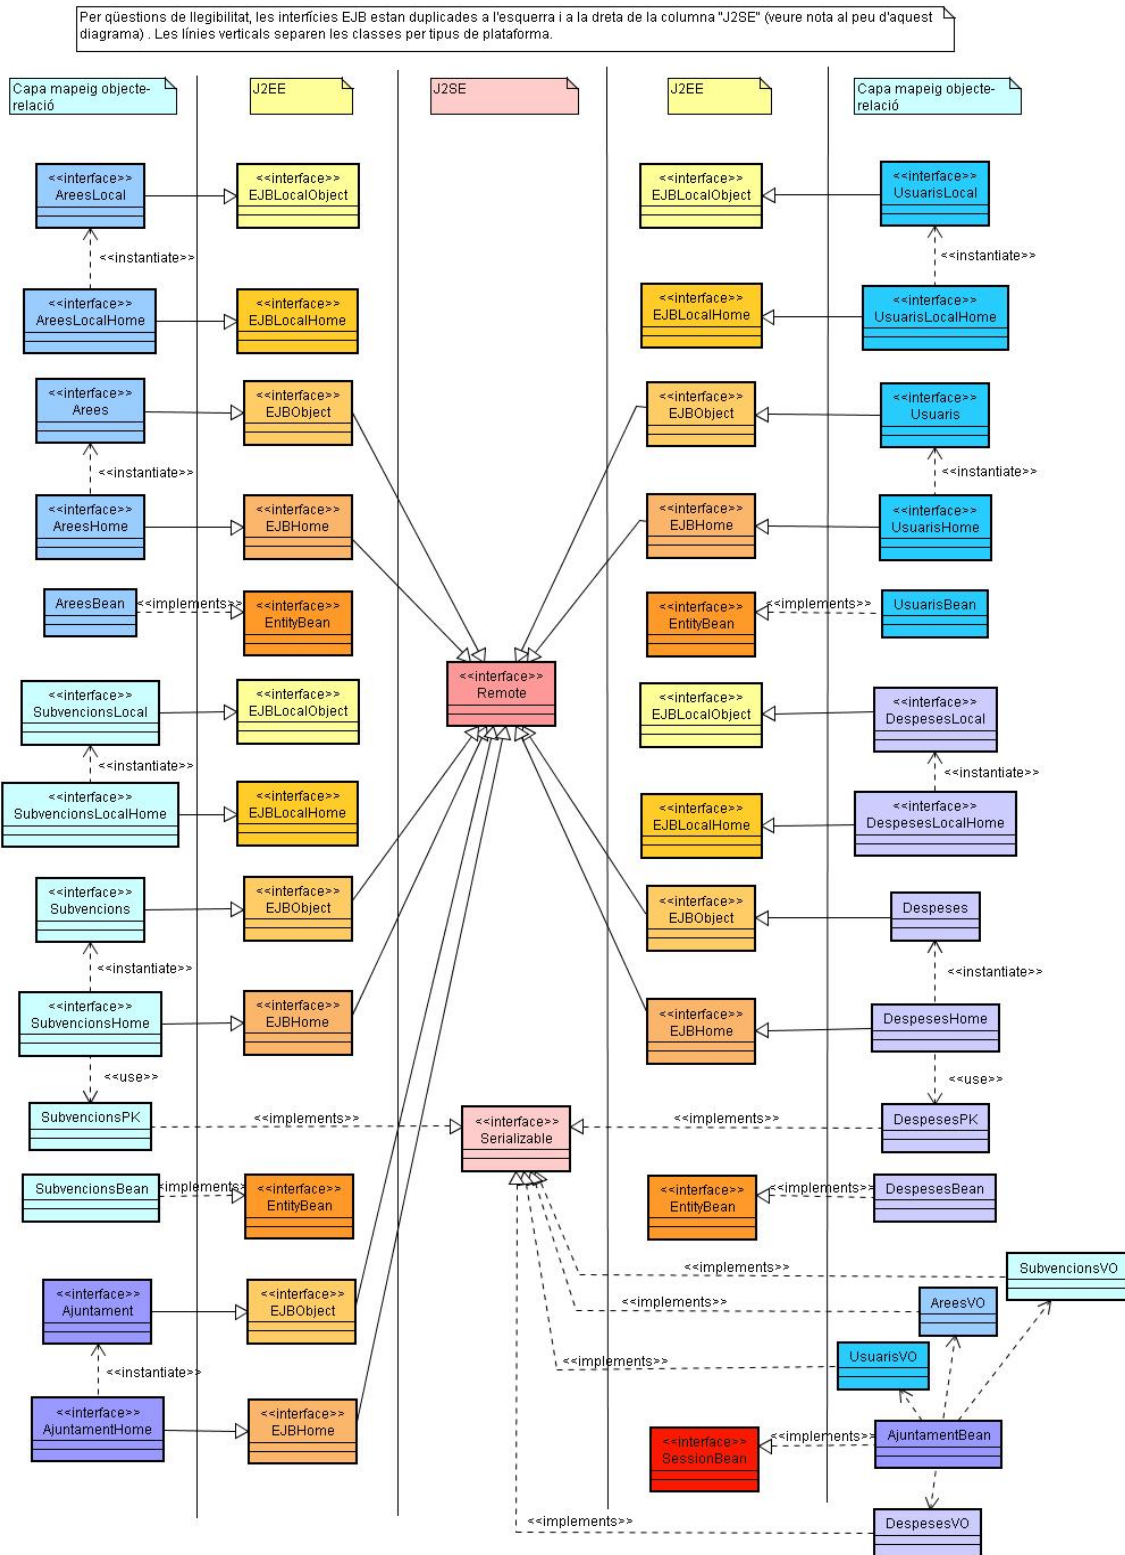 Per qüestions de llegibilitat, les interfícies EJB estan duplicades a l'esquerra i a la dreta de la columna "J2SE" (veure nota al peu d'aquest
diagrama) . Les línies verticals separen les classes per tipus de plataforma.
Capa mapeig objecte-
relació
J2EE
J2SE
J2EE
Capa mapeig objecte-
relació
<<interface>>
AreesLocal
<<interface>>
EJBLocalObject
<<interface>>
EJBLocalObject
<<interface>>
UsuarisLocal
<<instantiate>>
<<instantiate>>
<<interface>>
AreesLocalHome
<<interface>>
EJBLocalHome
<<interface>>
EJBLocalHome
<<interface>>
UsuarisLocalHome
<<interface>>
Arees
<<interface>>
EJBObject
<<interface>>
EJBObject
<<interface>>
Usuaris
<<instantiate>>
<<instantiate>>
<<interface>>
AreesHome
<<interface>>
EJBHome
<<interface>>
EJBHome
<<interface>>
UsuarisHome
AreesBean
<<implements>>
<<interface>>
EntityBean
<<interface>>
EntityBean
<<implements>>
UsuarisBean
<<interface>>
Remote
<<interface>>
SubvencionsLocal
<<interface>>
EJBLocalObject
<<interface>>
EJBLocalObject
<<interface>>
DespesesLocal
<<instantiate>>
<<instantiate>>
<<interface>>
SubvencionsLocalHome
<<interface>>
EJBLocalHome
<<interface>>
EJBLocalHome
<<interface>>
DespesesLocalHome
<<interface>>
Subvencions
<<interface>>
EJBObject
<<interface>>
EJBObject
Despeses
<<instantiate>>
<<instantiate>>
<<interface>>
SubvencionsHome
<<interface>>
EJBHome
<<interface>>
EJBHome
DespesesHome
<<use>>
<<use>>
SubvencionsPK
<<implements>>
<<interface>>
Serializable
<<implements>>
DespesesPK
SubvencionsBean
<<implements>>
<<interface>>
EntityBean
<<interface>>
EntityBean
<<implements>>
DespesesBean
<<implements>>
SubvencionsVO
<<interface>>
Ajuntament
<<interface>>
EJBObject
<<implements>>
AreesVO
<<instantiate>>
<<implements>>
UsuarisVO
<<interface>>
AjuntamentHome
<<interface>>
EJBHome
<<interface>>
SessionBean
<<implements>>
AjuntamentBean
<<implements>>
DespesesVO